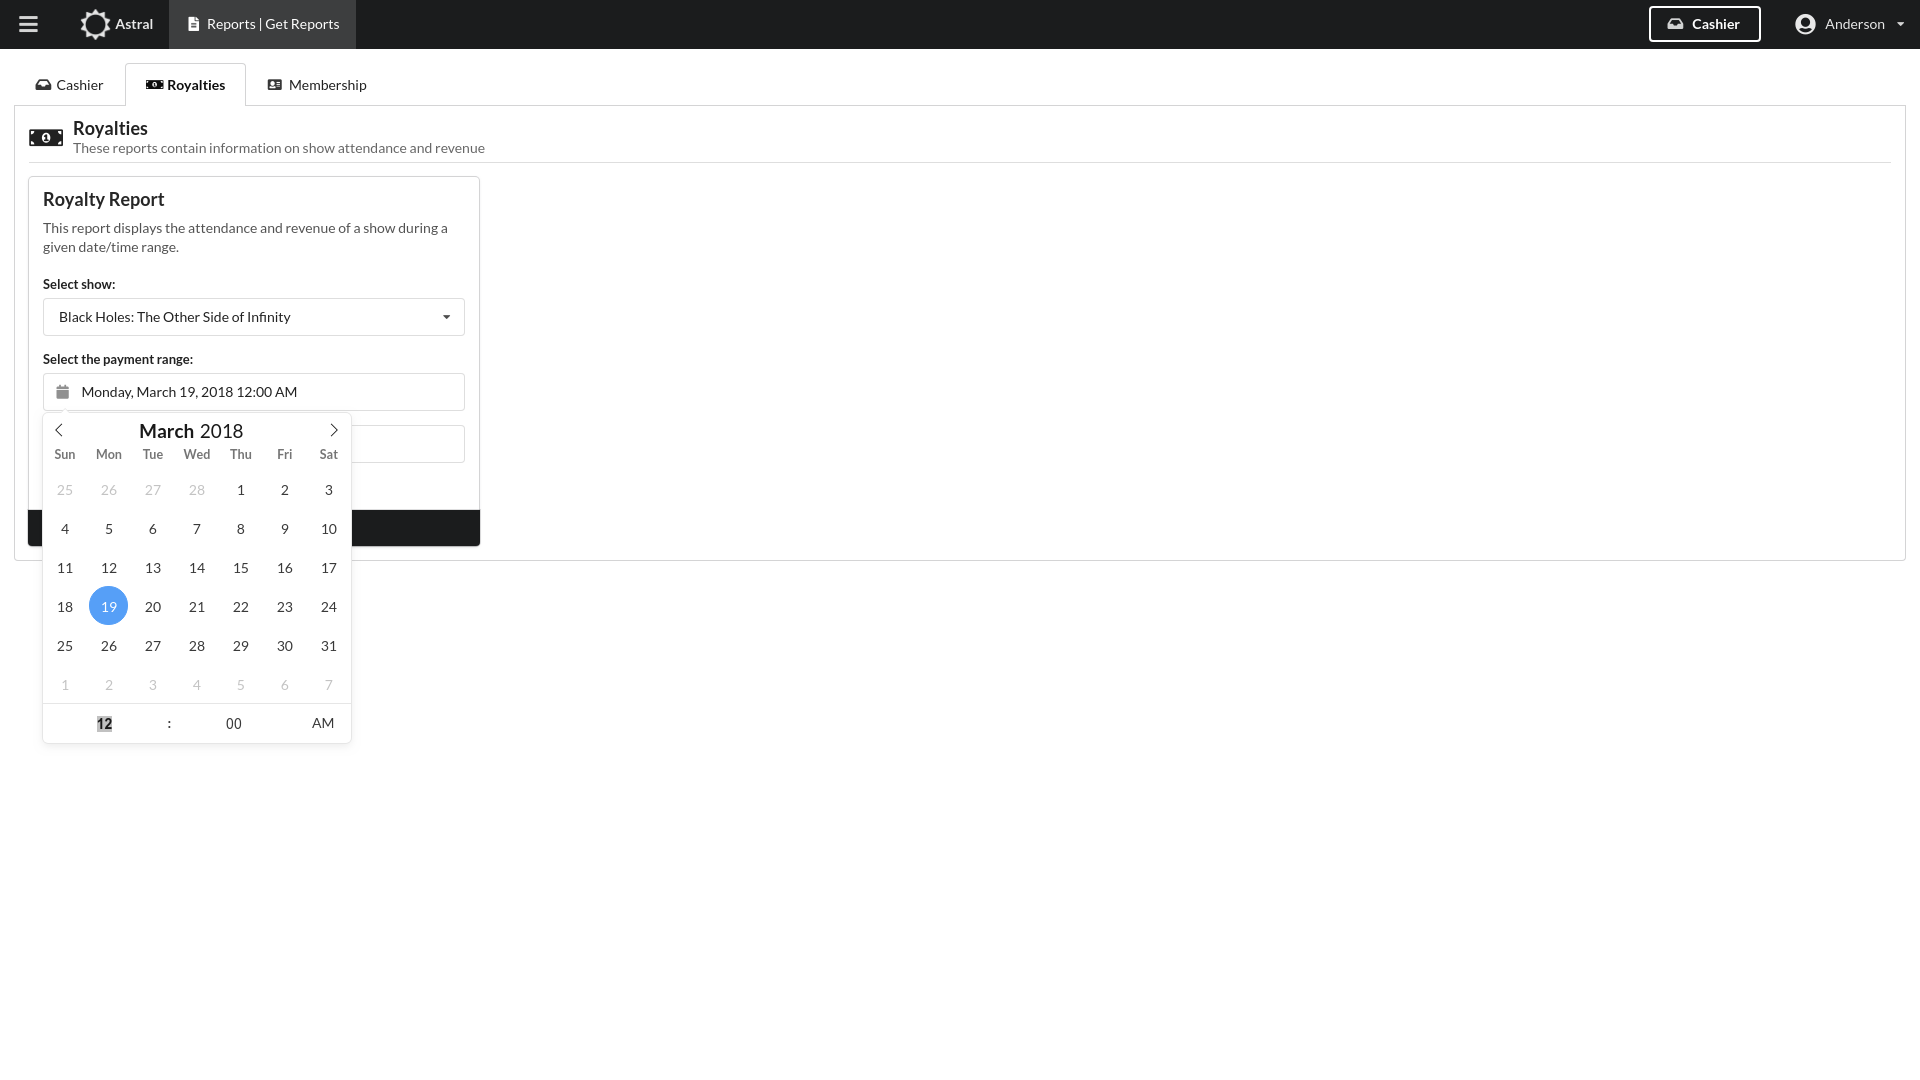 Astral
Reports | Get Reports
Cashier
Anderson
Cashier
Royalties
Membership
Royalties
These reports contain information on show attendance and revenue
Royalty Report
This report displays the attendance and revenue of a show during a
given date/time range.
Select show:
Black Holes: The Other Side of Infinity
Select the payment range:
Monday, March 19, 2018 12:00 AM
March 2018
Sun Mon Tue Wed Thu Fri Sat
25 26 27 28 1 2 3
4 5 6 7 8 9 10
11 12 13 14 15 16 17
18 19 20 21 22 23 24
25 26 27 28 29 30 31
1 2 3 4 5 6 7
12 : 00 AM